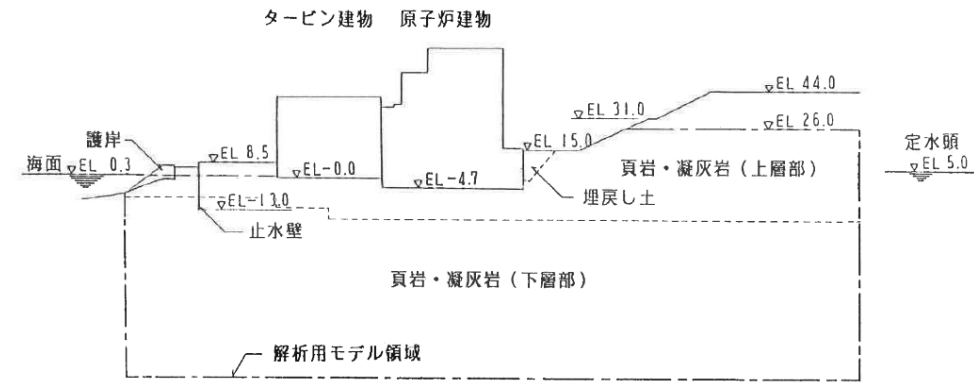 タービン建物 原子炉建物
EL 44.0
EL 31.0
EL 26.0
護岸
EL 15.0
定水頭
海面 EL 0.3
EL 8.5
EL 5.0
頁岩・凝灰岩(上層部)
EL-0.0
EL-4.7
埋戻し土
EL-13.0
止水壁
頁岩・凝灰岩(下層部)
解析用モデル領域